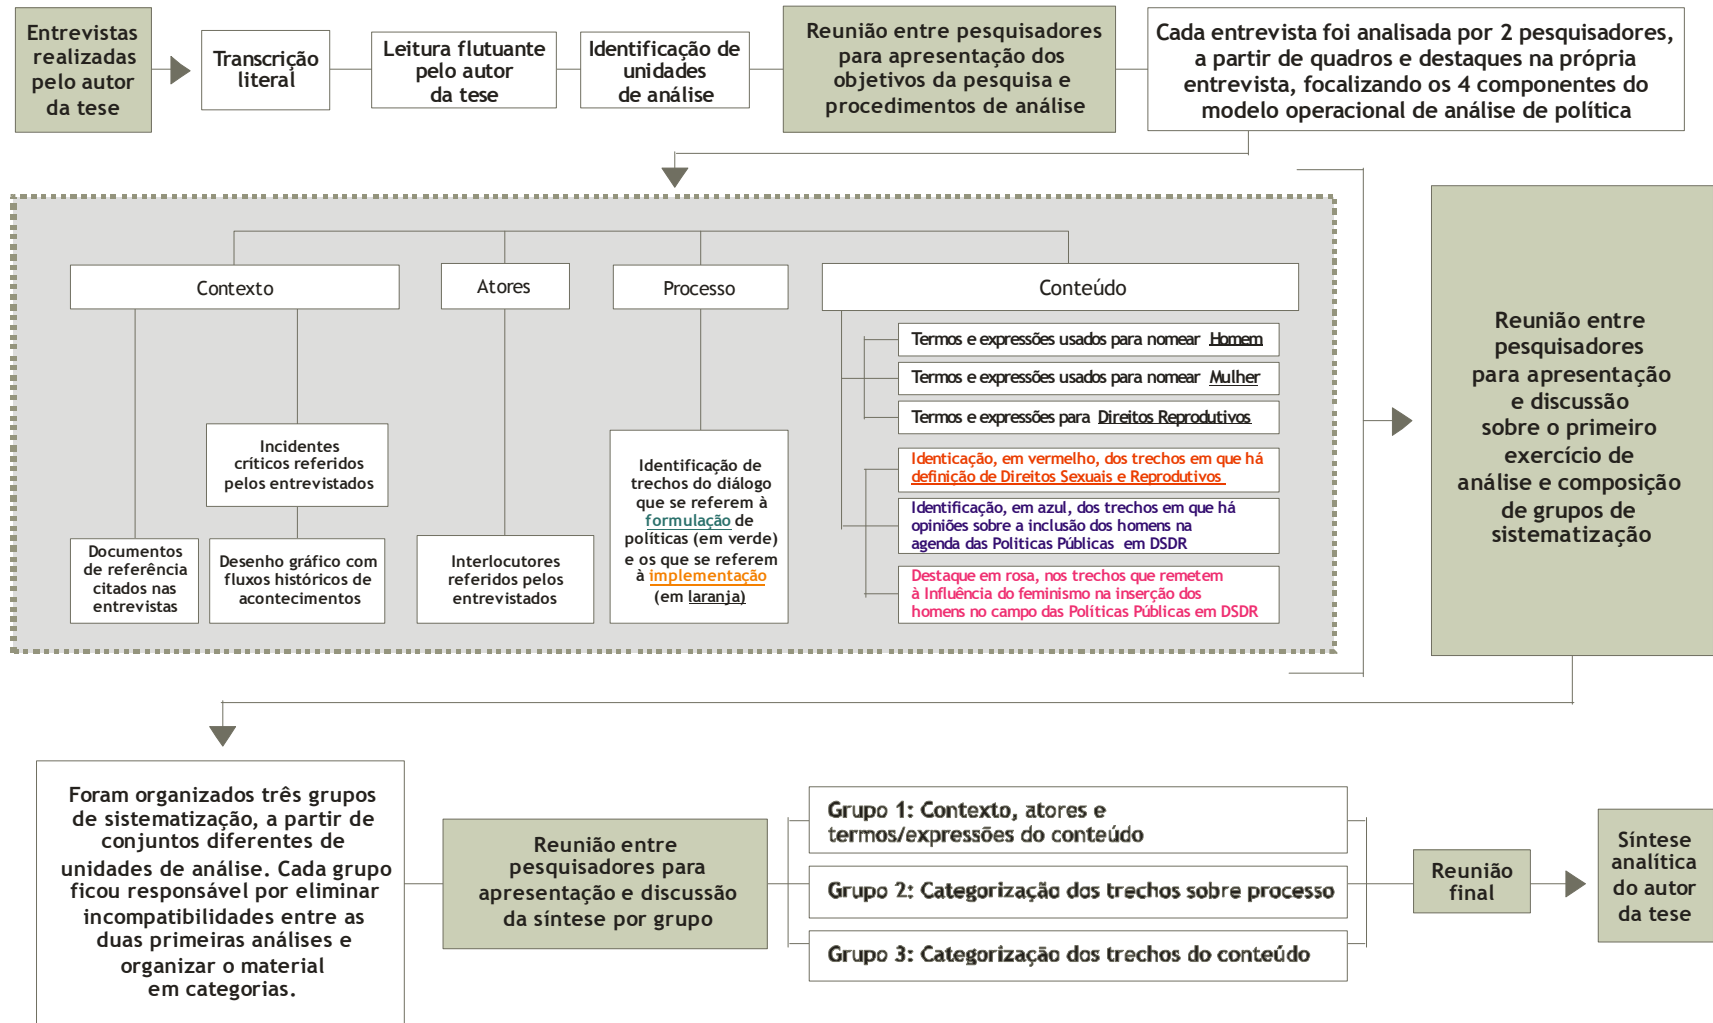 Entrevistas
realizadas
pelo autor
da tese
Transcrição
literal
Leitura flutuante
pelo autor
da tese
Identificação de
unidades
de análise
Reunião entre pesquisadores
para apresentação dos
objetivos da pesquisa e
procedimentos de análise
Cada entrevista foi analisada por 2 pesquisadores,
a partir de quadros e destaques na própria
entrevista, focalizando os 4 componentes do
modelo operacional de análise de política
Contexto
Atores
Processo
Conteúdo
Documentos
de referência
citados nas
entrevistas
Incidentes
críticos referidos
pelos entrevistados
Desenho gráfico com
fluxos históricos de
acontecimentos
Interlocutores
referidos pelos
entrevistados
Identificação de
trechos do diálogo
que se referem à
formulação de
políticas (em verde)
e os que se referem
à implementação
(em laranja)
Termos e expressões usados para nomear Homem
Termos e expressões usados para nomear Mulher
Termos e expressões para Direitos Reprodutivos
Identicação, em vermelho, dos trechos em que há
definição de Direitos Sexuais e Reprodutivos
Identificação, em azul, dos trechos em que há
opiniões sobre a inclusão dos homens na
agenda das Politicas Públicas em DSDR
Destaque em rosa, nos trechos que remetem
à Influência do feminismo na inserção dos
homens no campo das Políticas Públicas em DSDR
Reunião entre
pesquisadores
para apresentação
e discussão
sobre o primeiro
exercício de
análise e composição
de grupos de
sistematização
Foram organizados três grupos
de sistematização, a partir de
conjuntos diferentes de
unidades de análise. Cada grupo
ficou responsável por eliminar
incompatibilidades entre as
duas primeiras análises e
organizar o material
em categorias.
Reunião entre
pesquisadores para
apresentação e discussão
da síntese por grupo
Grupo 1: Contexto, atores e
termos/expressões do conteúdo
Grupo 2: Categorização dos trechos sobre processo
Grupo 3: Categorização dos trechos do conteúdo
Reunião
final
Síntese
analítica
do autor
da tese